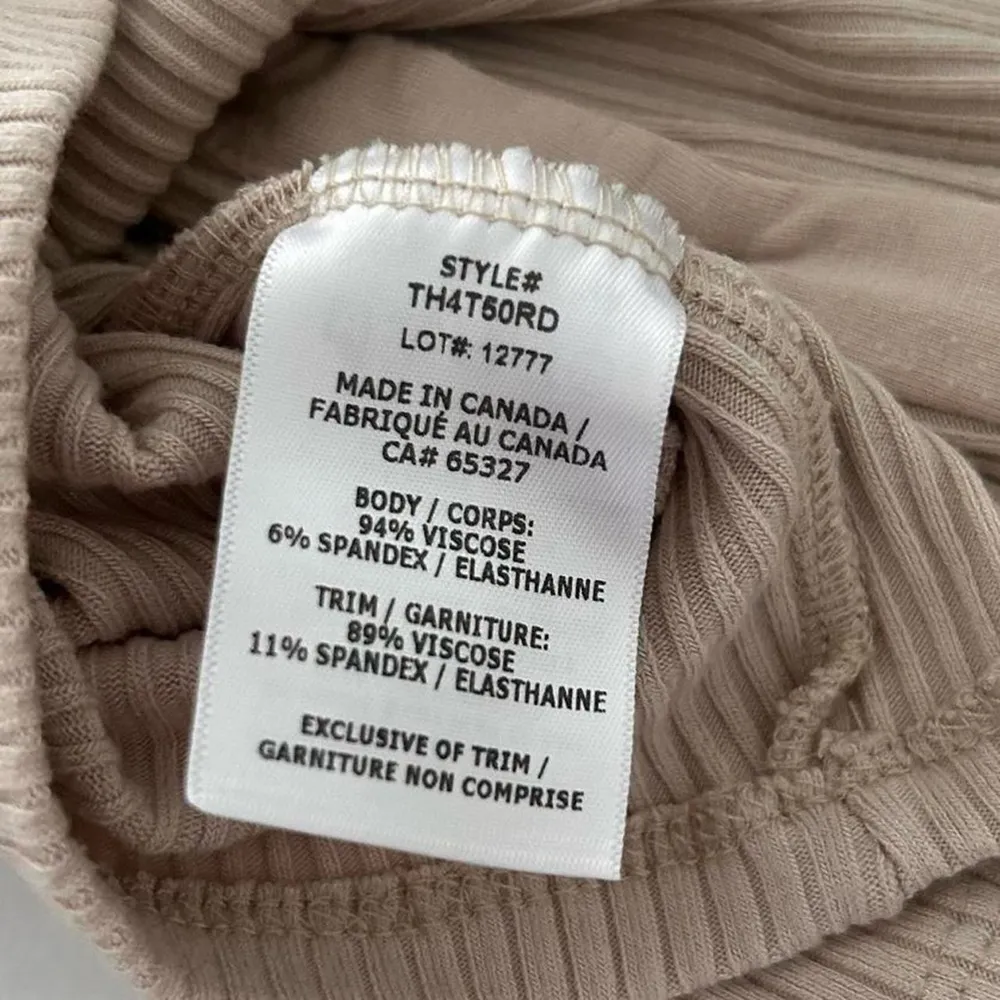 STYLE#
TH4T50RD
LOT#: 12777
MADE IN CANADA /
FABRIQUÉ AU CANADA
CA# 65327
BODY / CORPS:
94% VISCOSE
6% SPANDEX / ELASTHANNE
TRIM / GARNITURE:
89% VISCOSE
11% SPANDEX / ELASTHANNE
EXCLUSIVE OF TRIM /
GARNITURE NON COMPRISE